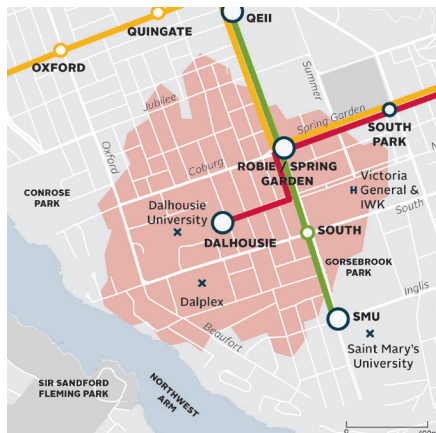 QEII
QUINGATE
OXFORD
Summer
Jubilee
Spring Garden
SOUTH
PARK
Oxford
Coburg
ROBIE / SPRING
GARDEN
Victoria
General &
IWK
CONROSE
PARK
Dalhousie
University
South
DALHOUSIE
SOUTH
GORSEBROOK
PARK
Dalplex
Inglis
SMU
Beaufort
Saint Mary's
University
SIR SANDFORD
FLEMING PARK
NORTHWEST
ARM
0